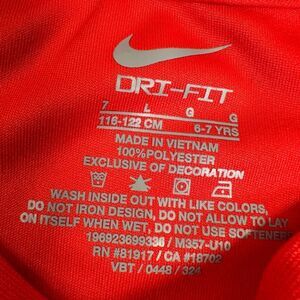 DRI-FIT
7 L G G
116-122 CM 6-7 YRS
MADE IN VIETNAM
100%POLYESTER
EXCLUSIVE OF DECORATION
WASH INSIDE OUT WITH LIKE COLORS,
DO NOT IRON DESIGN, DO NOT ALLOW TO LAY
ON ITSELF WHEN WET, DO NOT USE SOFTENERS
196923699336 / M357-U10
RN #81917 / CA #18702
VBT / 0448 / 324